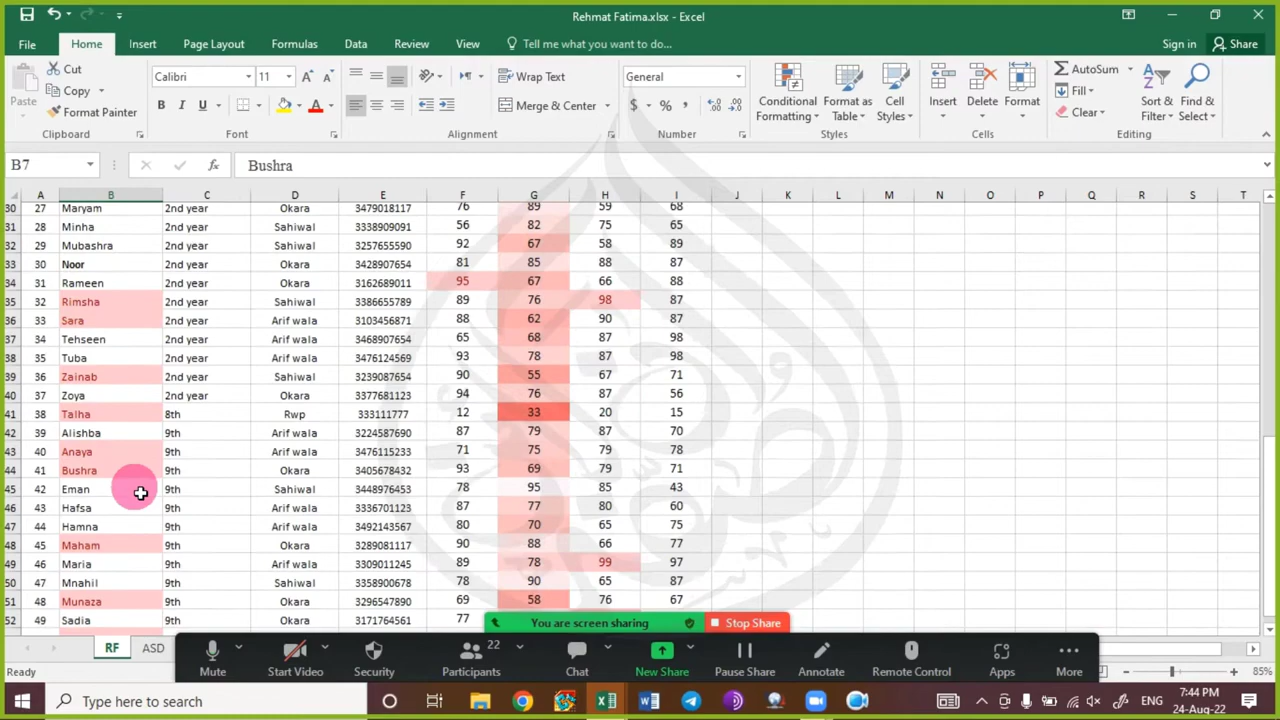 Rehmat Fatima.xlsx - Excel
File Home Insert Page Layout Formulas Data Review View Tell me what you want to do... Sign in Share
Cut
Copy
Format Painter
Paste
Calibri 11
B I U A
Wrap Text
Merge & Center
General
$ % ,
Conditional Formatting
Format as Table
Cell Styles
Insert
Delete
Format
AutoSum
Fill
Clear
Sort & Filter
Find & Select
Clipboard Font Alignment Number Styles Cells Editing
B7 fx Bushra
A B C D E F G H I J K L M N O P Q R S T
30 27 Maryam 2nd year Okara 3479018117 76 89 59 68
31 28 Minha 2nd year Sahiwal 3338909091 56 82 75 65
32 29 Mubashra 2nd year Sahiwal 3257655590 92 67 58 89
33 30 Noor 2nd year Okara 3428907654 81 85 88 87
34 31 Rameen 2nd year Okara 3162689011 95 67 66 88
35 32 Rimsha 2nd year Sahiwal 3386655789 89 76 98 87
36 33 Sara 2nd year Arif wala 3103456871 88 62 90 87
37 34 Tehseen 2nd year Arif wala 3468907654 65 68 87 98
38 35 Tuba 2nd year Arif wala 3476124569 93 78 87 98
39 36 Zainab 2nd year Sahiwal 3239087654 90 55 67 71
40 37 Zoya 2nd year Okara 3377681123 94 76 87 56
41 38 Talha 8th Rwp 333111777 12 33 20 15
42 39 Alishba 9th Arif wala 3224587690 87 79 87 70
43 40 Anaya 9th Arif wala 3476115233 71 75 79 78
44 41 Bushra 9th Okara 3405678432 93 69 79 71
45 42 Eman 9th Sahiwal 3448976453 78 95 85 43
46 43 Hafsa 9th Arif wala 3336701123 87 77 80 60
47 44 Hamna 9th Arif wala 3492143567 80 70 65 75
48 45 Maham 9th Okara 3289081117 90 88 66 77
49 46 Maria 9th Arif wala 3309011245 89 78 99 97
50 47 Mnahil 9th Sahiwal 3358900678 78 90 65 87
51 48 Munaza 9th Okara 3296547890 69 58 76 67
52 49 Sadia 9th Okara 3171764561 77
You are screen sharing Stop Share
RF ASD
Mute Start Video Security Participants 22 Chat New Share Pause Share Annotate Remote Control Apps More
Ready 85%
Type here to search
ENG
7:44 PM
24-Aug-22